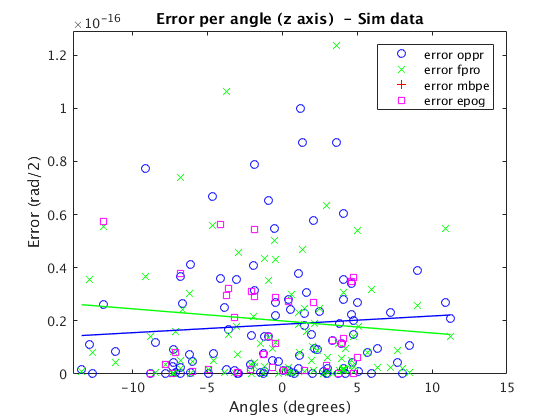 ×10⁻¹⁶
Error per angle (z axis) - Sim data
error oppr
error fpro
error mbpe
error epog
1.2
1
0.8
0.6
0.4
0.2
0
Error (rad/2)
-10
-5
0
5
10
15
Angles (degrees)